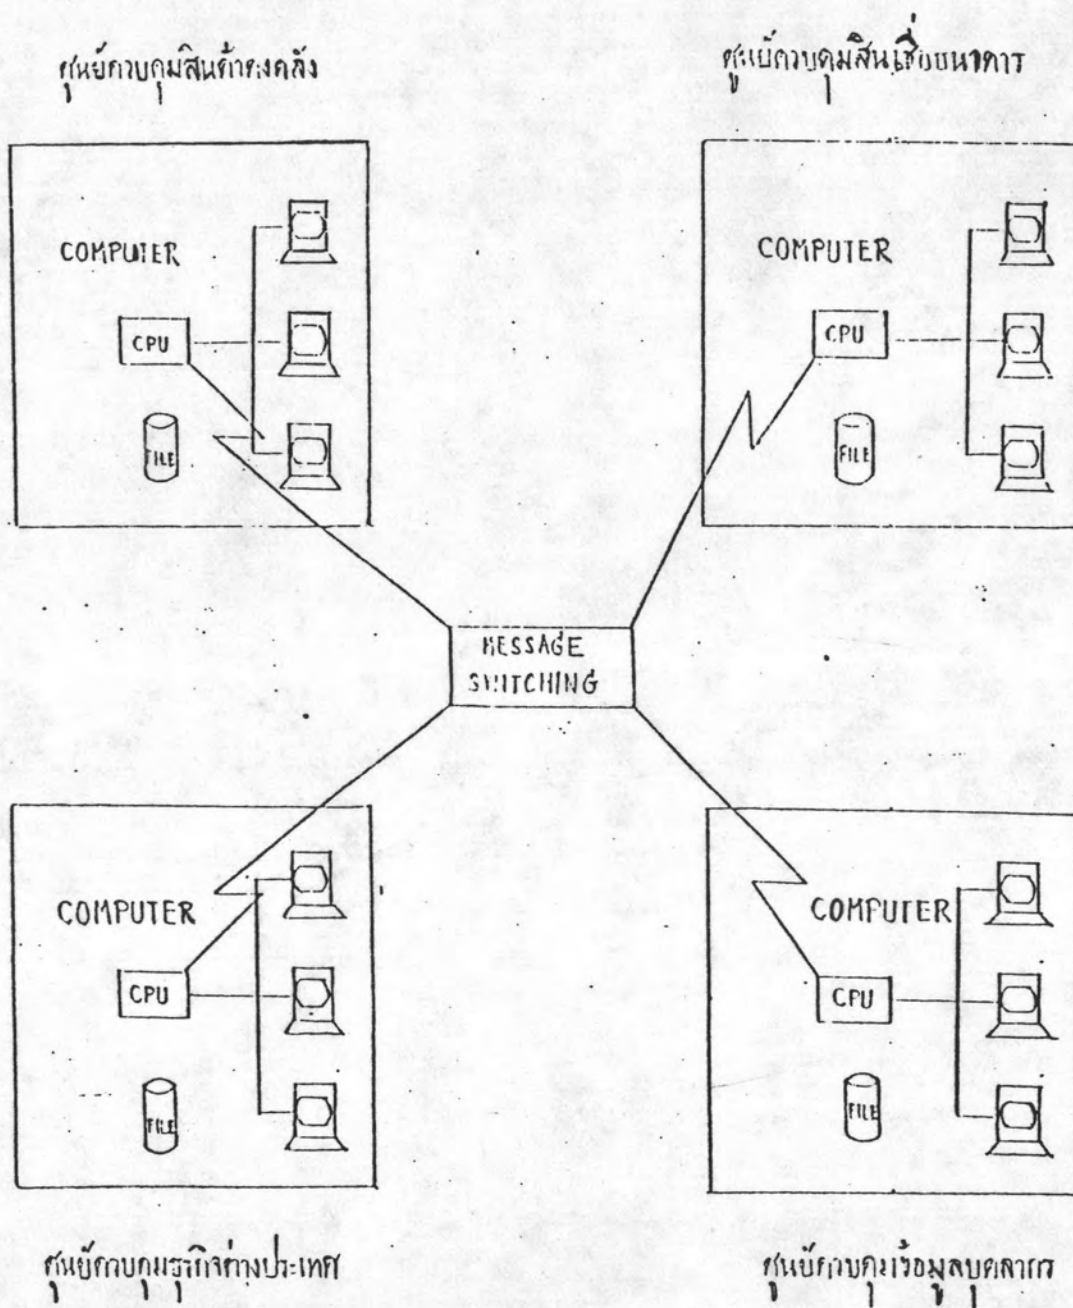 ศูนย์ควบคุมสินค้าคงคลัง
ศูนย์ควบคุมสินเชื่อธนาคาร
COMPUTER
CPU
FILE
COMPUTER
CPU
FILE
MESSAGE
SWITCHING
COMPUTER
CPU
FILE
COMPUTER
CPU
FILE
ศูนย์ควบคุมธุรกิจต่างประเทศ
ศูนย์ควบคุมข้อมูลบุคลากร